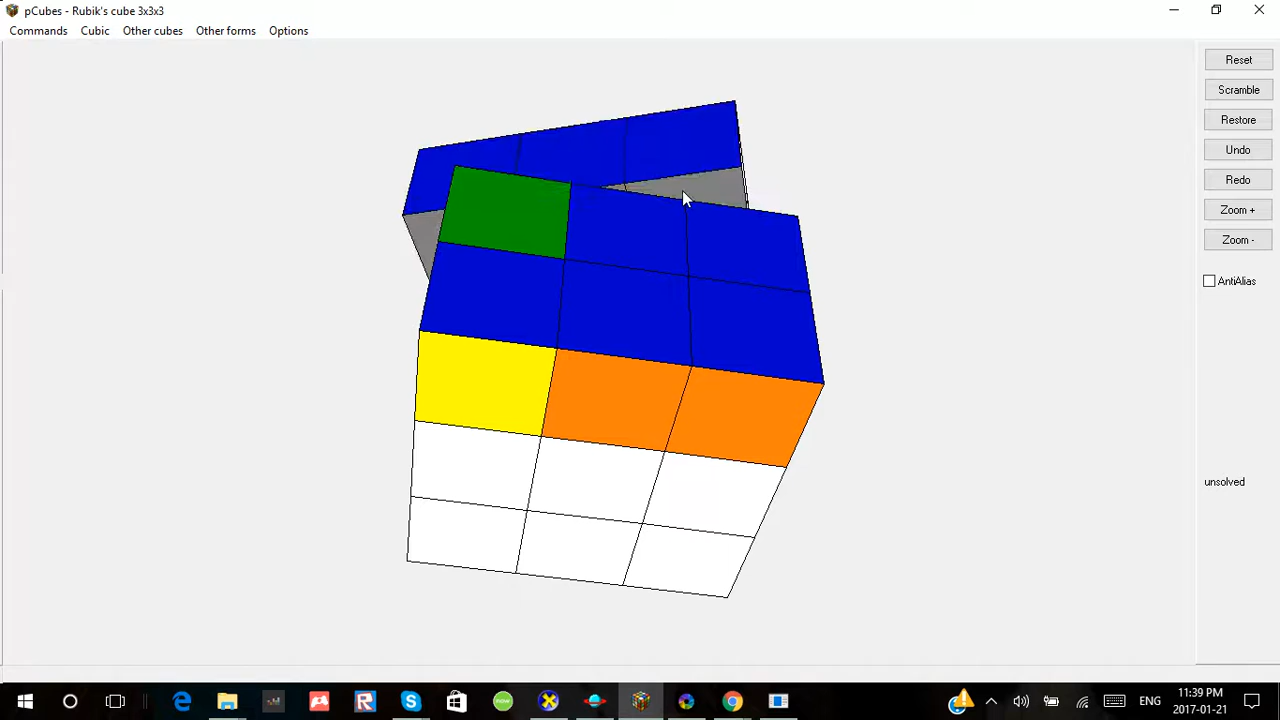 pCubes - Rubik's cube 3x3x3
Commands Cubic Other cubes Other forms Options
Reset
Scramble
Restore
Undo
Redo
Zoom +
Zoom -
AntiAlias
unsolved
now
ENG
11:39 PM
2017-01-21